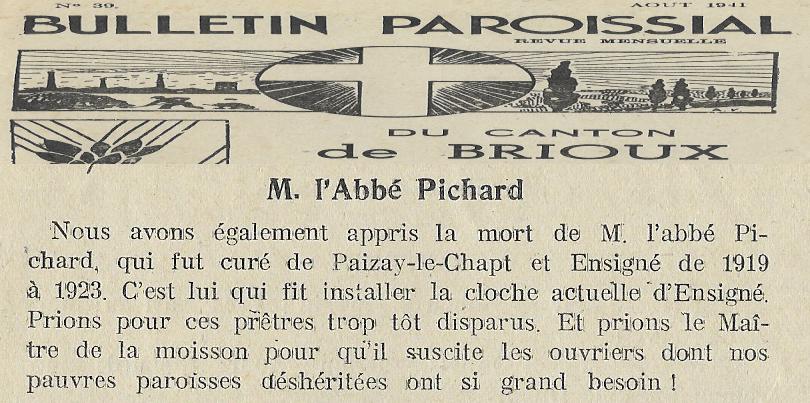 N° 39.
AOUT 1941
BULLETIN PAROISSIAL
REVUE MENSUELLE
DU CANTON
de BRIOUX
M. l'Abbé Pichard
Nous avons également appris la mort de M. l'abbé Pi-
chard, qui fut curé de Paizay-le-Chapt et Ensigné de 1919
à 1923. C'est lui qui fit installer la cloche actuelle d'Ensigné.
Prions pour ces prêtres trop tôt disparus. Et prions le Maî-
tre de la moisson pour qu'il suscite les ouvriers dont nos
pauvres paroisses déshéritées ont si grand besoin !